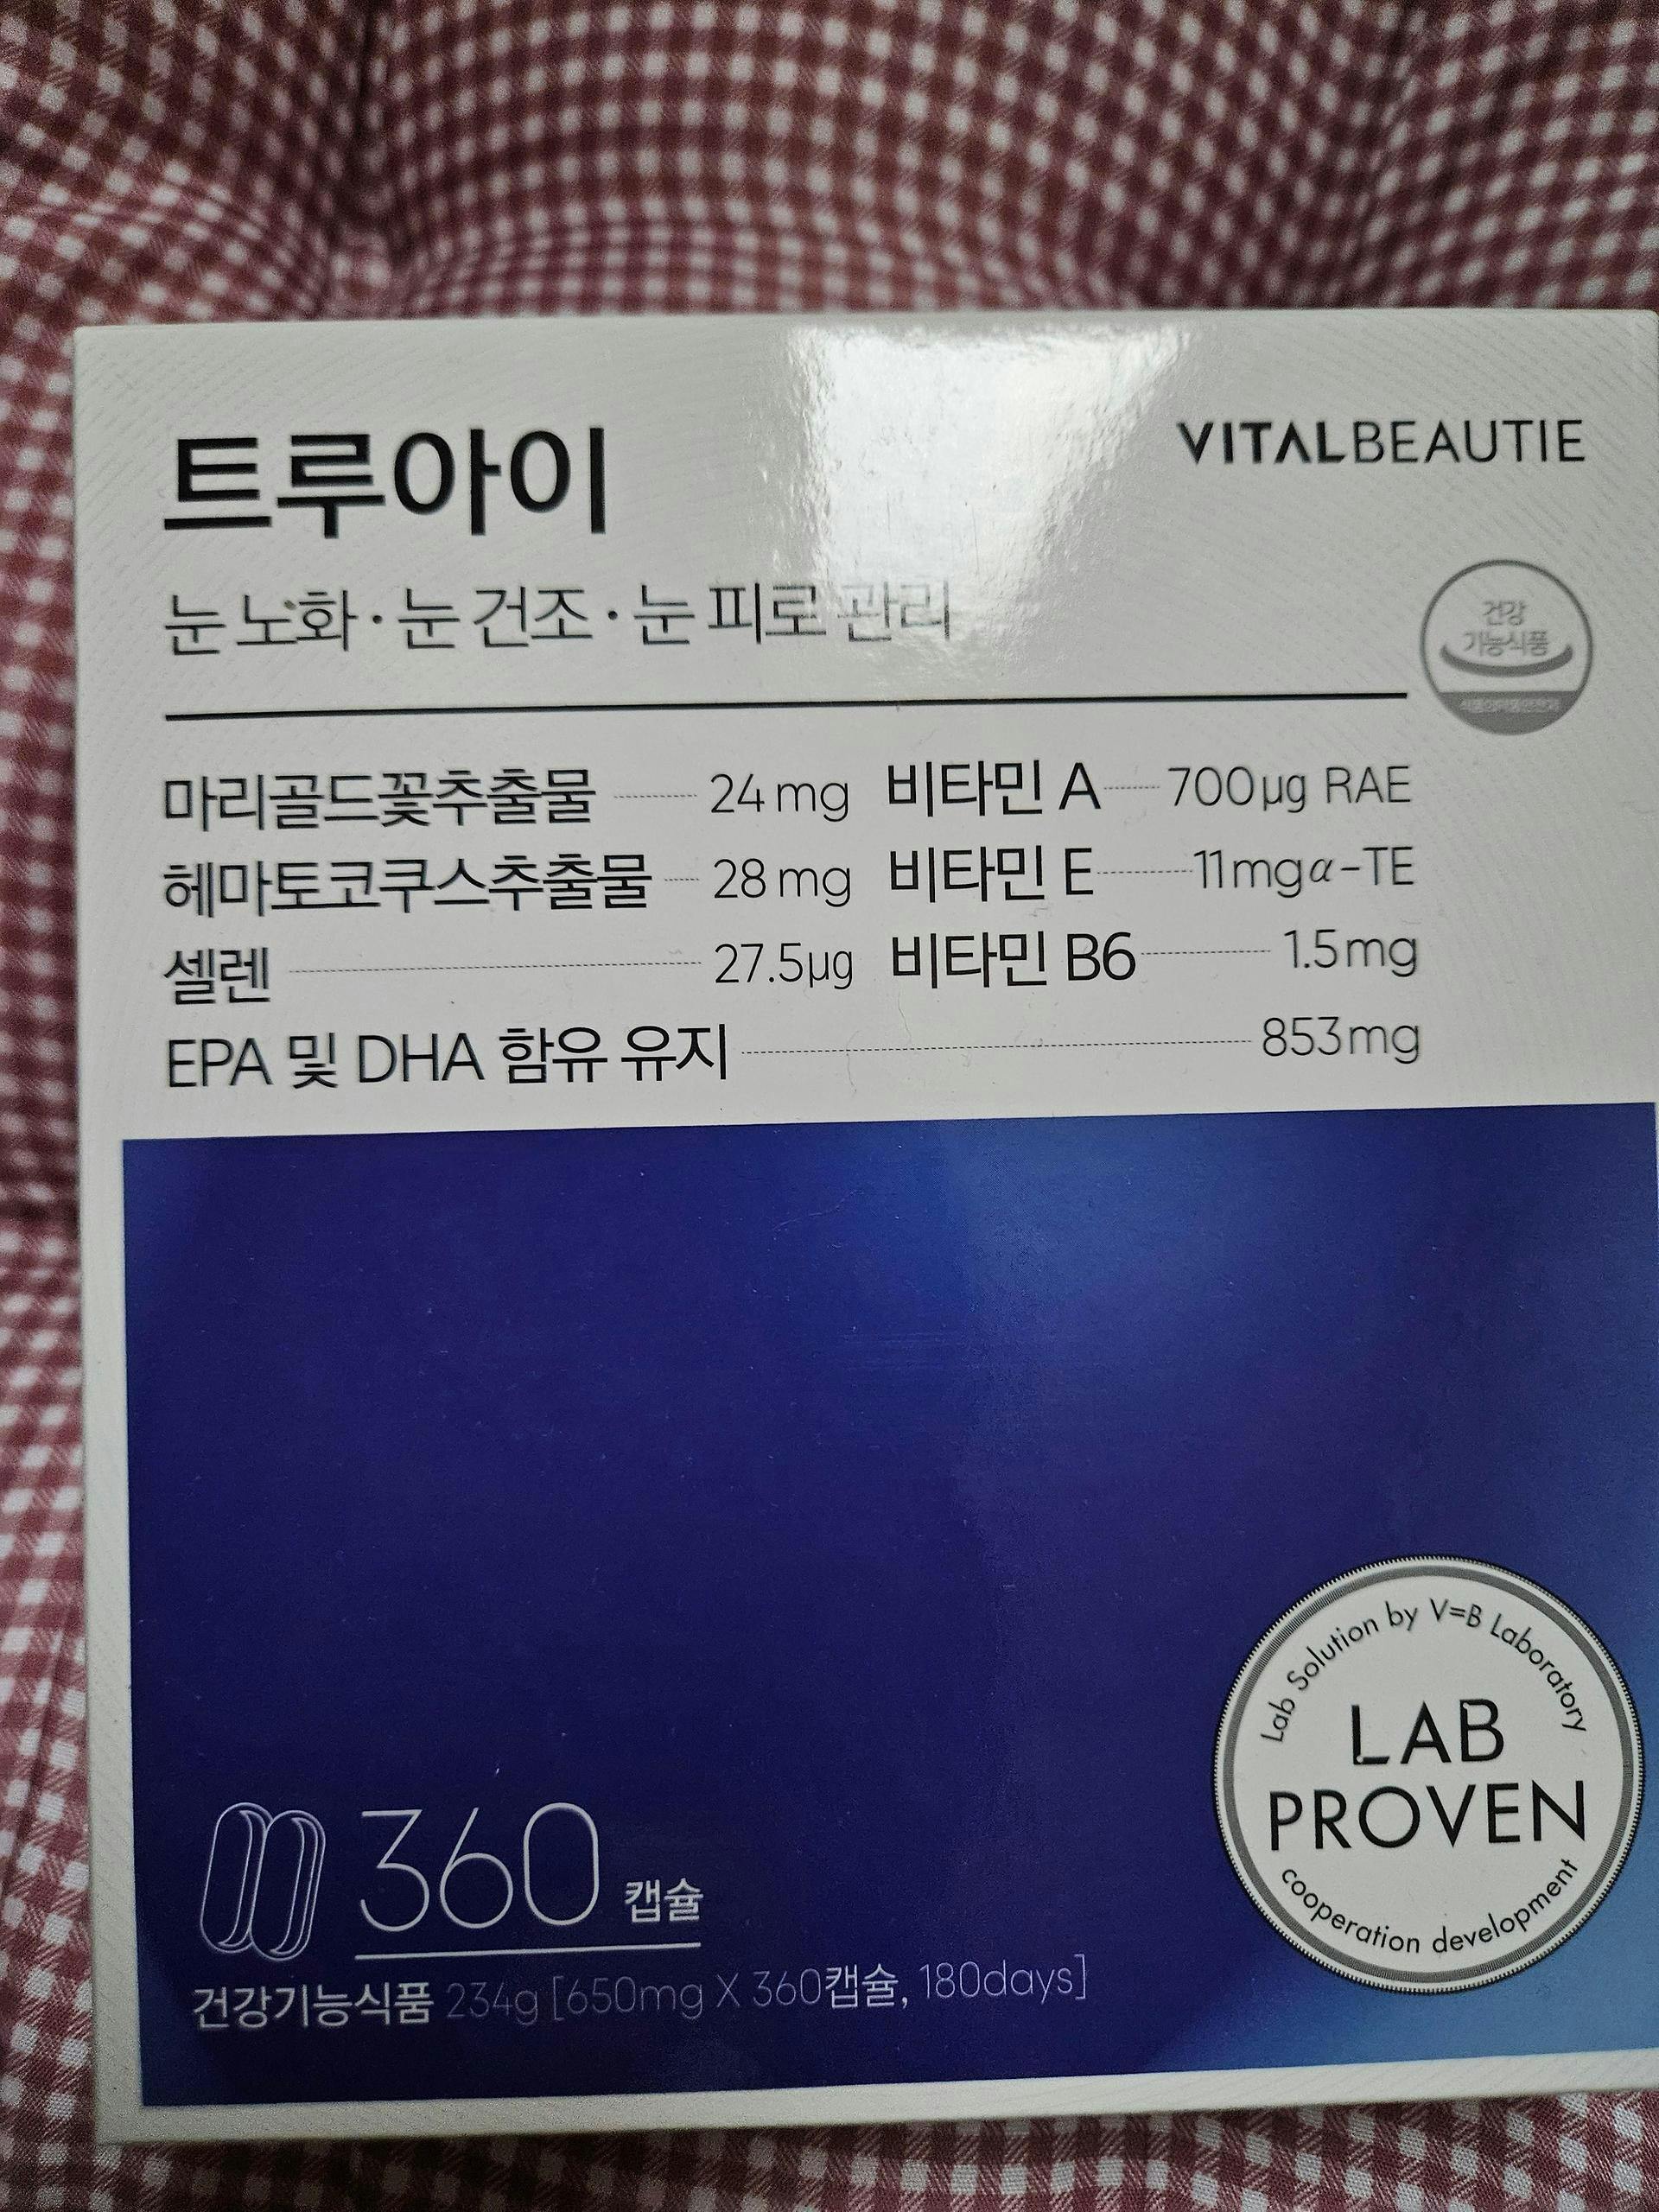 트루아이
VITALBEAUTIE
눈 노화 · 눈 건조 · 눈 피로 관리
건강
기능식품
마리골드꽃추출물 24mg 비타민 A 700µg RAE
헤마토코쿠스추출물 28mg 비타민 E 11mgα-TE
셀렌 27.5µg 비타민 B6 1.5mg
EPA 및 DHA 함유 유지 853mg
Lab Solution by V=B Laboratory
LAB
PROVEN
cooperation development
360 캡슐
건강기능식품 234g [650mg X 360캡슐, 180days]